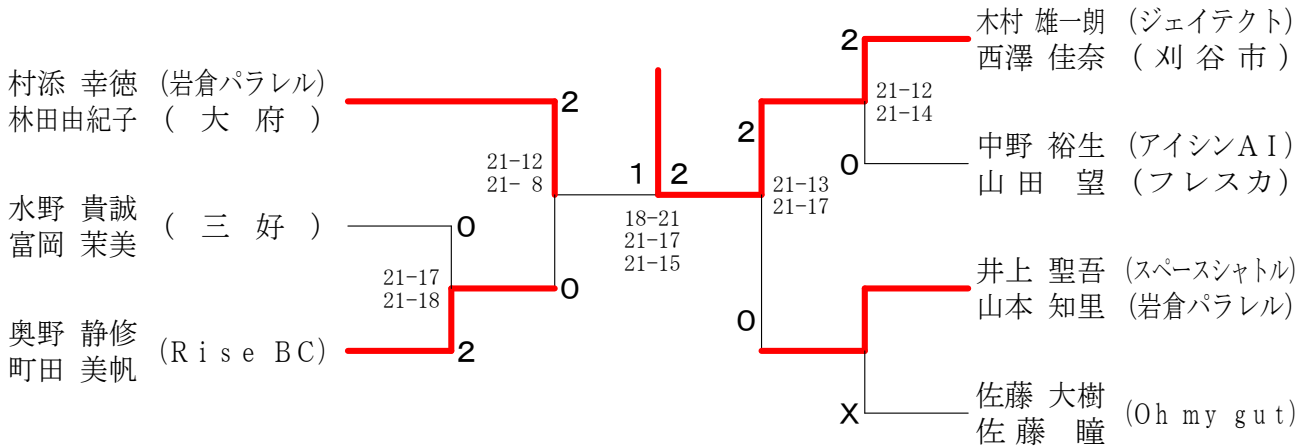 村添 幸徳 (岩倉パラレル)
林田由紀子 ( 大 府 )
2
21-12
21- 8
水野 貴誠
富岡 茉美
( 三 好 )
0
21-17
21-18
0
奥野 静修
町田 美帆
(Rise BC)
2
1
2
18-21
21-17
21-15
木村 雄一朗 (ジェイテクト)
西澤 佳奈 ( 刈 谷 市 )
2
21-12
21-14
2
中野 裕生 (アイシンAI)
山田 望 (フレスカ)
0
21-13
21-17
井上 聖吾 (スペースシャトル)
山本 知里 (岩倉パラレル)
0
佐藤 大樹
佐藤 瞳
(Oh my gut)
X